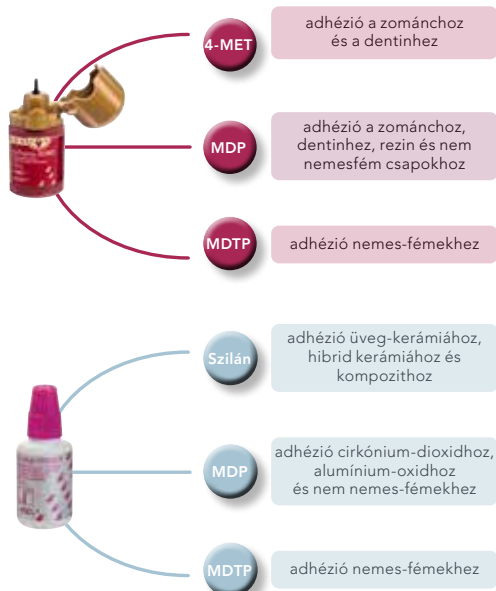 4-MET
adhézió a zománchoz
és a dentinhez
MDP
adhézió a zománchoz,
dentinhez, rezin és nem
nemesfém csapokhoz
MDTP
adhézió nemes-fémekhez
Szilán
adhézió üveg-kerámiához,
hibrid kerámiához és
kompozithoz
MDP
adhézió cirkónium-dioxidhoz,
alumínium-oxidhoz
és nem nemes-fémekhez
MDTP
adhézió nemes-fémekhez